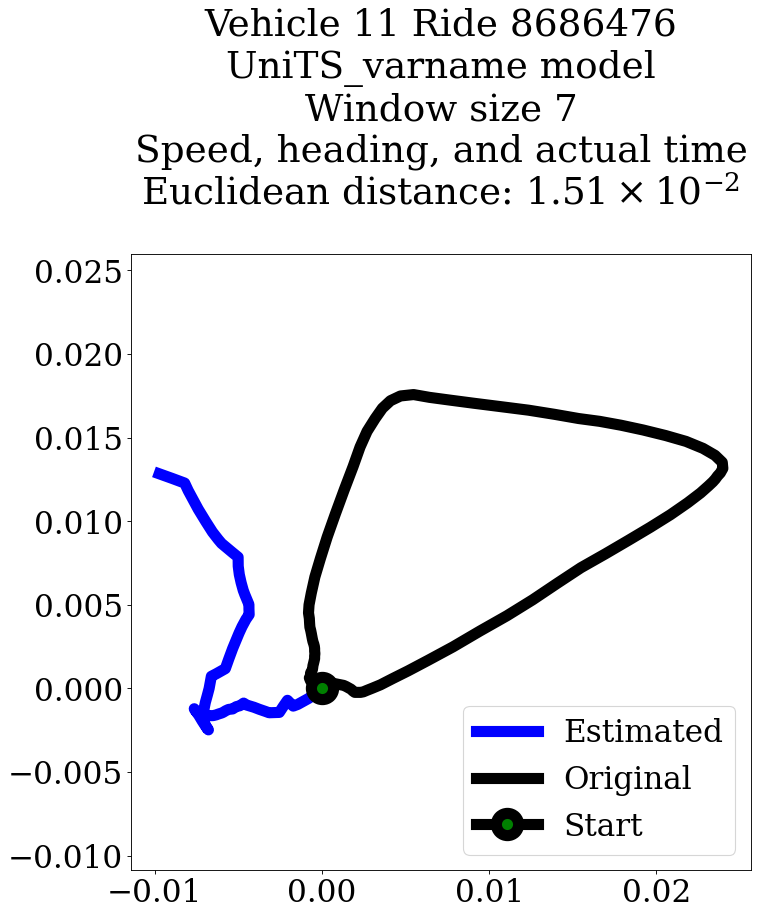 Vehicle 11 Ride 8686476
UniTS_varname model
Window size 7
Speed, heading, and actual time
Euclidean distance: 1.51 × 10⁻²
0.025
0.020
0.015
0.010
0.005
0.000
−0.005
−0.010
−0.01 0.00 0.01 0.02
Estimated
Original
Start